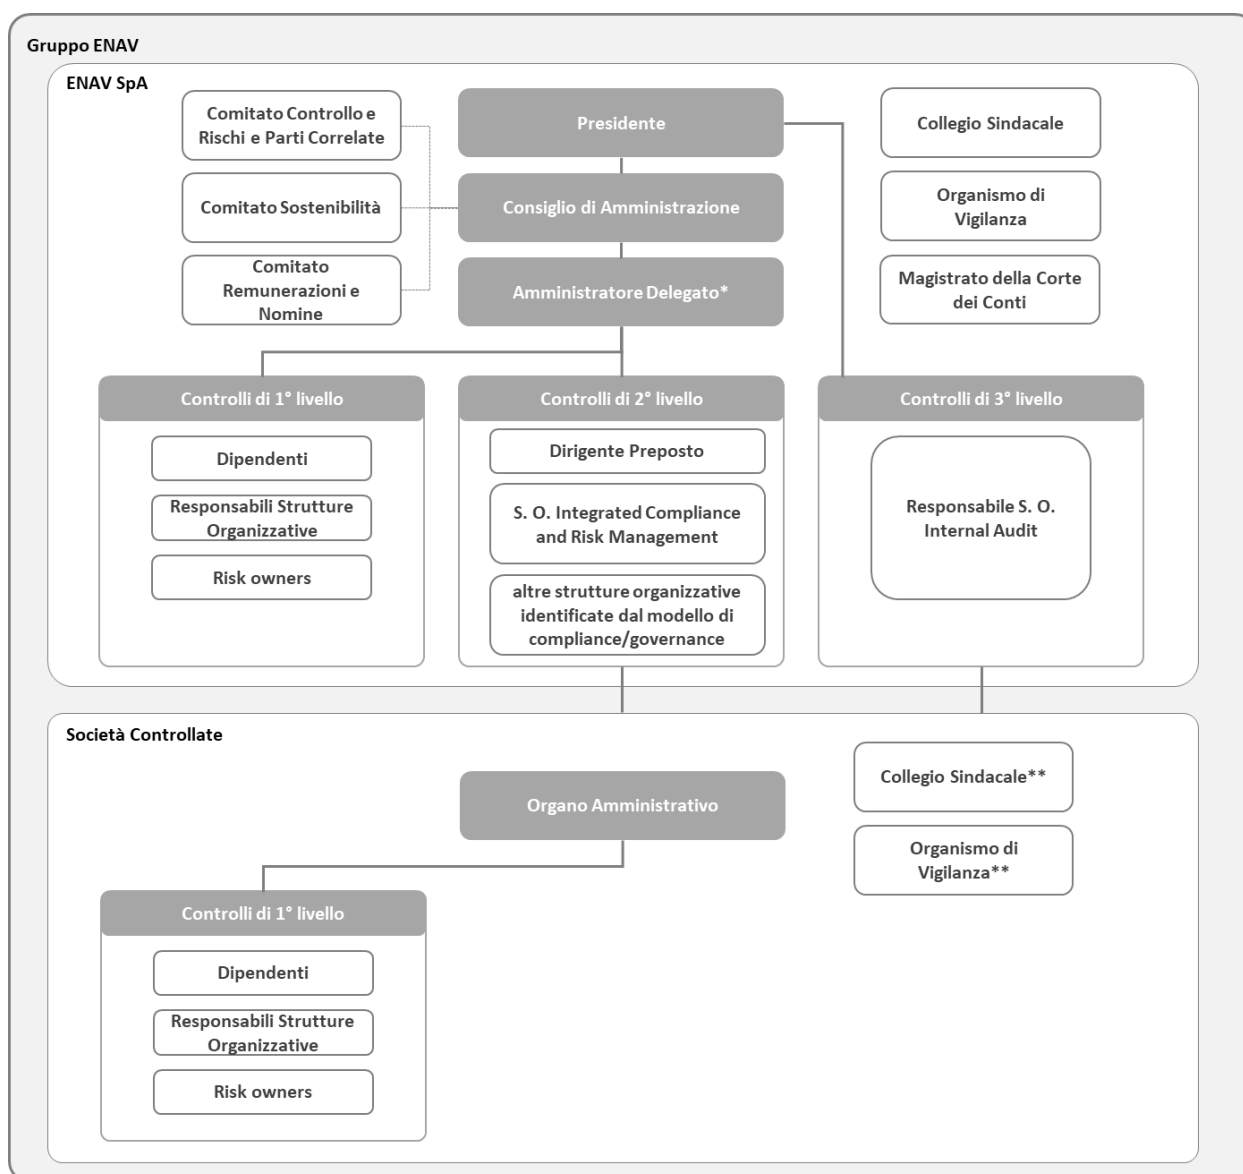 Gruppo ENAV
ENAV SpA
Comitato Controllo e
Rischi e Parti Correlate
Comitato Sostenibilità
Comitato
Remunerazioni e
Nomine
Presidente
Consiglio di Amministrazione
Amministratore Delegato*
Collegio Sindacale
Organismo di
Vigilanza
Magistrato della Corte
dei Conti
Controlli di 1° livello
Dipendenti
Responsabili Strutture
Organizzative
Risk owners
Controlli di 2° livello
Dirigente Preposto
S. O. Integrated Compliance
and Risk Management
altre strutture organizzative
identificate dal modello di
compliance/governance
Controlli di 3° livello
Responsabile S. O.
Internal Audit
Società Controllate
Organo Amministrativo
Collegio Sindacale**
Organismo di
Vigilanza**
Controlli di 1° livello
Dipendenti
Responsabili Strutture
Organizzative
Risk owners